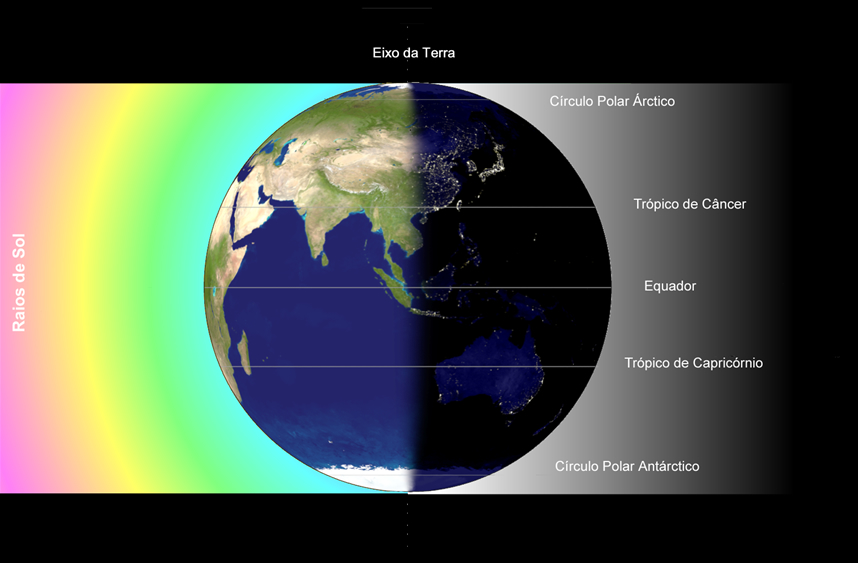 Eixo da Terra
Círculo Polar Árctico
Trópico de Câncer
Raios de Sol
Equador
Trópico de Capricórnio
Círculo Polar Antárctico